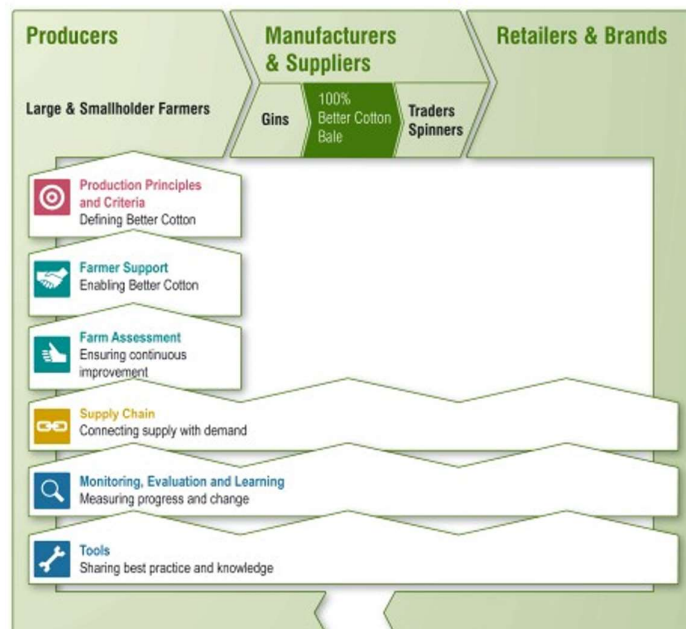 Producers
Manufacturers
& Suppliers
Retailers & Brands
Large & Smallholder Farmers
Gins
100%
Better Cotton
Bale
Traders
Spinners
Production Principles
and Criteria
Defining Better Cotton
Farmer Support
Enabling Better Cotton
Farm Assessment
Ensuring continuous
improvement
Supply Chain
Connecting supply with demand
Monitoring, Evaluation and Learning
Measuring progress and change
Tools
Sharing best practice and knowledge